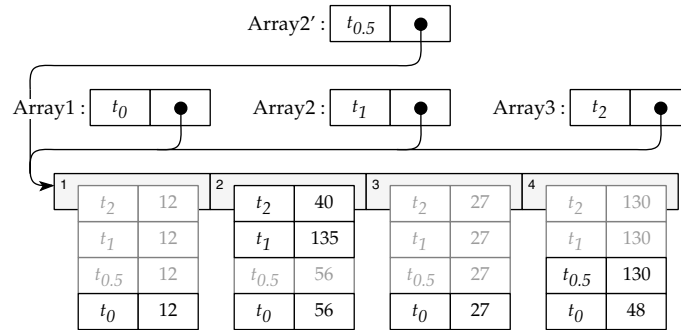 Array2’ : t0.5
Array1 : t0 Array2 : t1 Array3 : t2
1 2 3 4
t2 12 t2 40 t2 27 t2 130
t1 12 t1 135 t1 27 t1 130
t0.5 12 t0.5 56 t0.5 27 t0.5 130
t0 12 t0 56 t0 27 t0 48